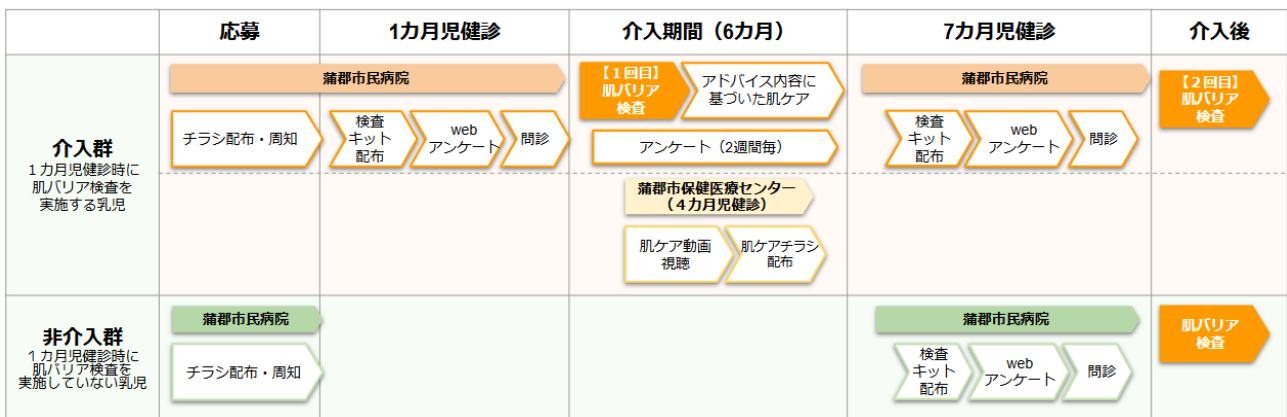 応募
1カ月児健診
介入期間（6カ月）
7カ月児健診
介入後
介入群
１カ月児健診時に
肌バリア検査を
実施する乳児
蒲郡市民病院
チラシ配布・周知
検査
キット
配布
web
アンケート
問診
【１回目】
肌バリア
検査
アドバイス内容に
基づいた肌ケア
アンケート（2週間毎）
蒲郡市保健医療センター
（４カ月児健診）
肌ケア動画
視聴
肌ケアチラシ
配布
蒲郡市民病院
検査
キット
配布
web
アンケート
問診
【２回目】
肌バリア
検査
非介入群
１カ月児健診時に
肌バリア検査を
実施していない乳児
蒲郡市民病院
チラシ配布・周知
蒲郡市民病院
検査
キット
配布
web
アンケート
問診
肌バリア
検査